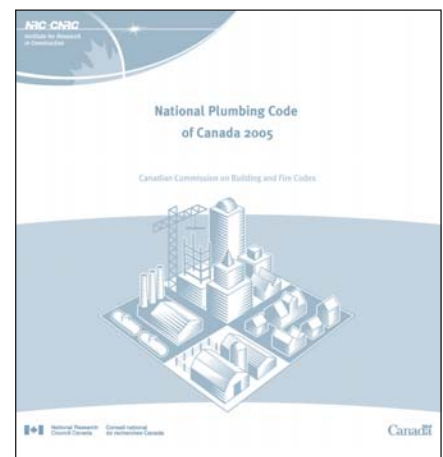 NRC·CNRC
Institute for Research
in Construction
National Plumbing Code
of Canada 2005
Canadian Commission on Building and Fire Codes
National Research
Council Canada
Conseil national
de recherches Canada
Canada